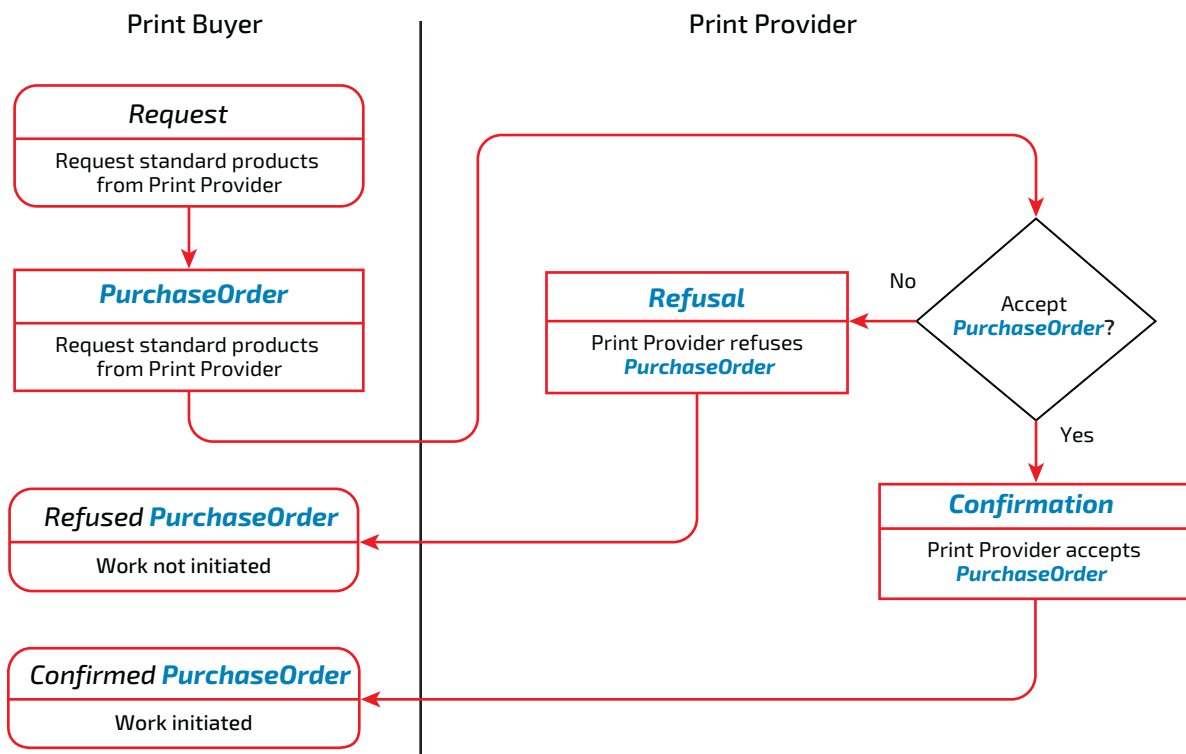 Print Buyer
Print Provider
Request
Request standard products
from Print Provider
PurchaseOrder
Request standard products
from Print Provider
Refused PurchaseOrder
Work not initiated
Confirmed PurchaseOrder
Work initiated
Refusal
Print Provider refuses
PurchaseOrder
No
Accept
PurchaseOrder?
Yes
Confirmation
Print Provider accepts
PurchaseOrder